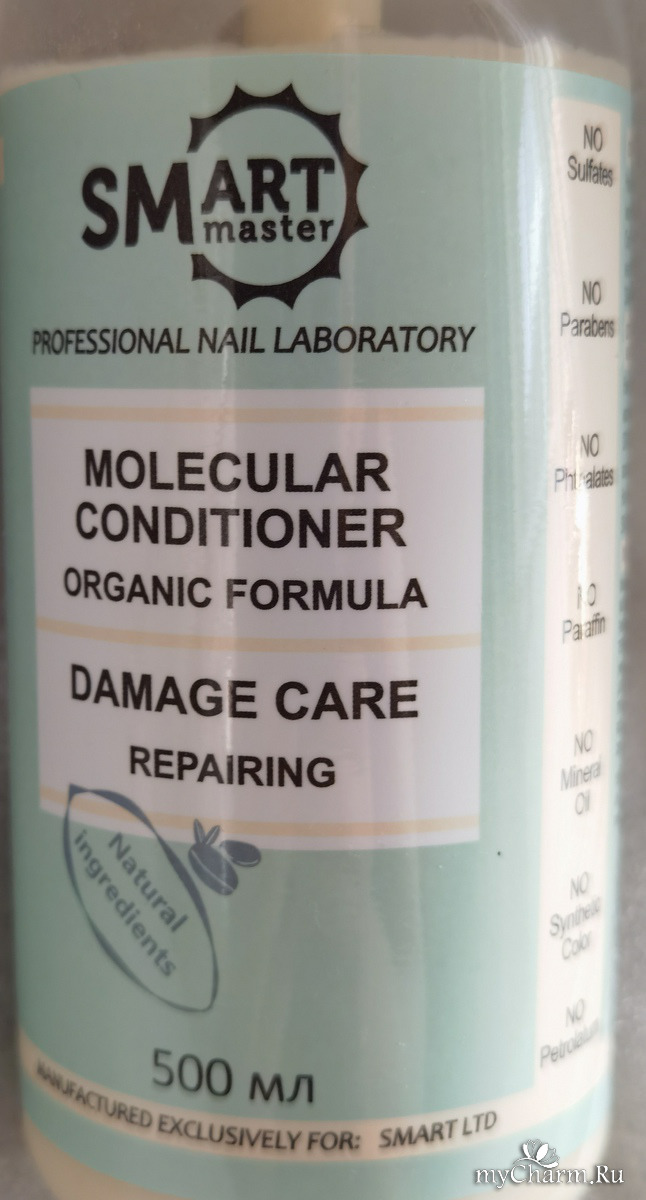 SMART
master
PROFESSIONAL NAIL LABORATORY
MOLECULAR
CONDITIONER
ORGANIC FORMULA
DAMAGE CARE
REPAIRING
Natural
ingredients
500 мл
MANUFACTURED EXCLUSIVELY FOR: SMART LTD
NO
Sulfates
NO
Parabens
NO
Phthalates
NO
Paraffin
NO
Mineral
Oil
NO
Synthetic
Color
NO
Petrolatum
myCharm.Ru